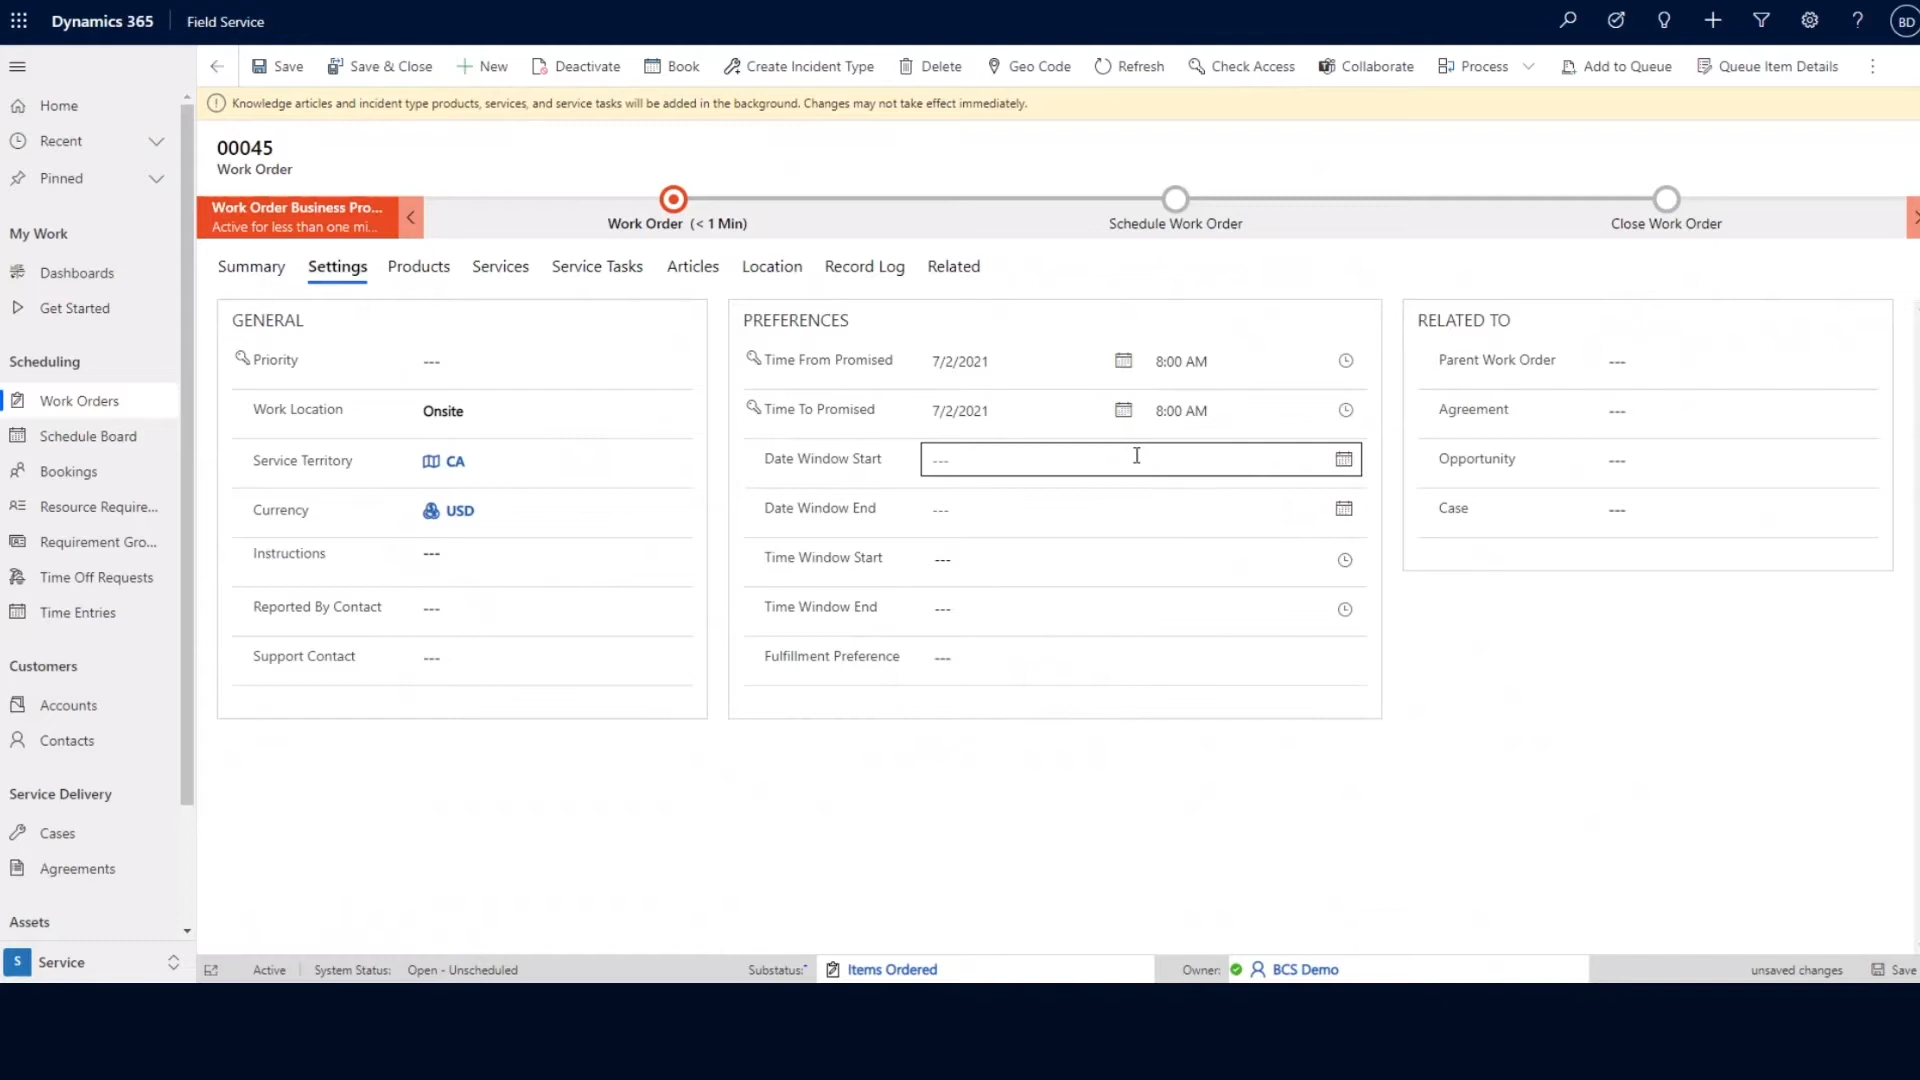 Dynamics 365
Field Service
BD
Save
Save & Close
New
Deactivate
Book
Create Incident Type
Delete
Geo Code
Refresh
Check Access
Collaborate
Process
Add to Queue
Queue Item Details
Knowledge articles and incident type products, services, and service tasks will be added in the background. Changes may not take effect immediately.
Home
Recent
Pinned
My Work
Dashboards
Get Started
Scheduling
Work Orders
Schedule Board
Bookings
Resource Require...
Requirement Gro...
Time Off Requests
Time Entries
Customers
Accounts
Contacts
Service Delivery
Cases
Agreements
Assets
S Service
00045
Work Order
Work Order Business Pro...
Active for less than one mi...
Work Order (< 1 Min)
Schedule Work Order
Close Work Order
Summary
Settings
Products
Services
Service Tasks
Articles
Location
Record Log
Related
GENERAL
Priority ---
Work Location Onsite
Service Territory CA
Currency USD
Instructions ---
Reported By Contact ---
Support Contact ---
PREFERENCES
Time From Promised 7/2/2021 8:00 AM
Time To Promised 7/2/2021 8:00 AM
Date Window Start ---
Date Window End ---
Time Window Start ---
Time Window End ---
Fulfillment Preference ---
RELATED TO
Parent Work Order ---
Agreement ---
Opportunity ---
Case ---
Active
System Status: Open - Unscheduled
Substatus:* Items Ordered
Owner: BCS Demo
unsaved changes
Save